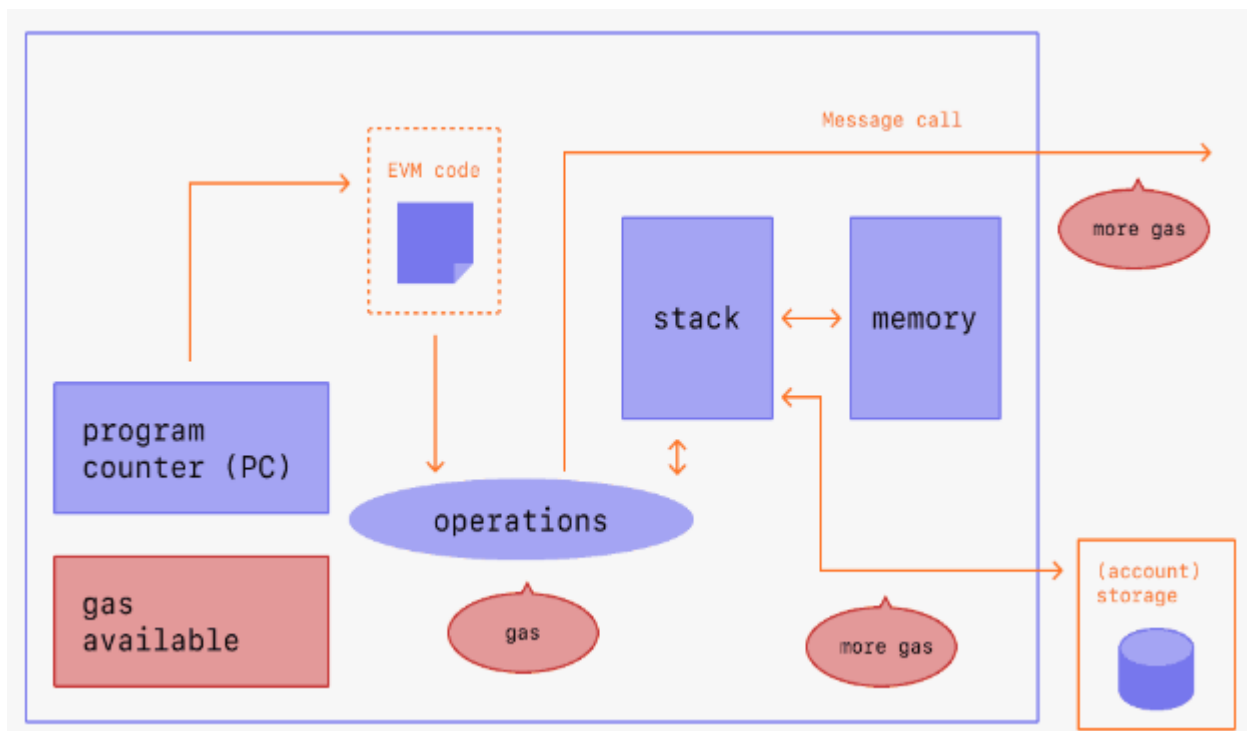 Message call
EVM code
more gas
stack
memory
program
counter (PC)
operations
(account)
storage
gas
available
gas
more gas